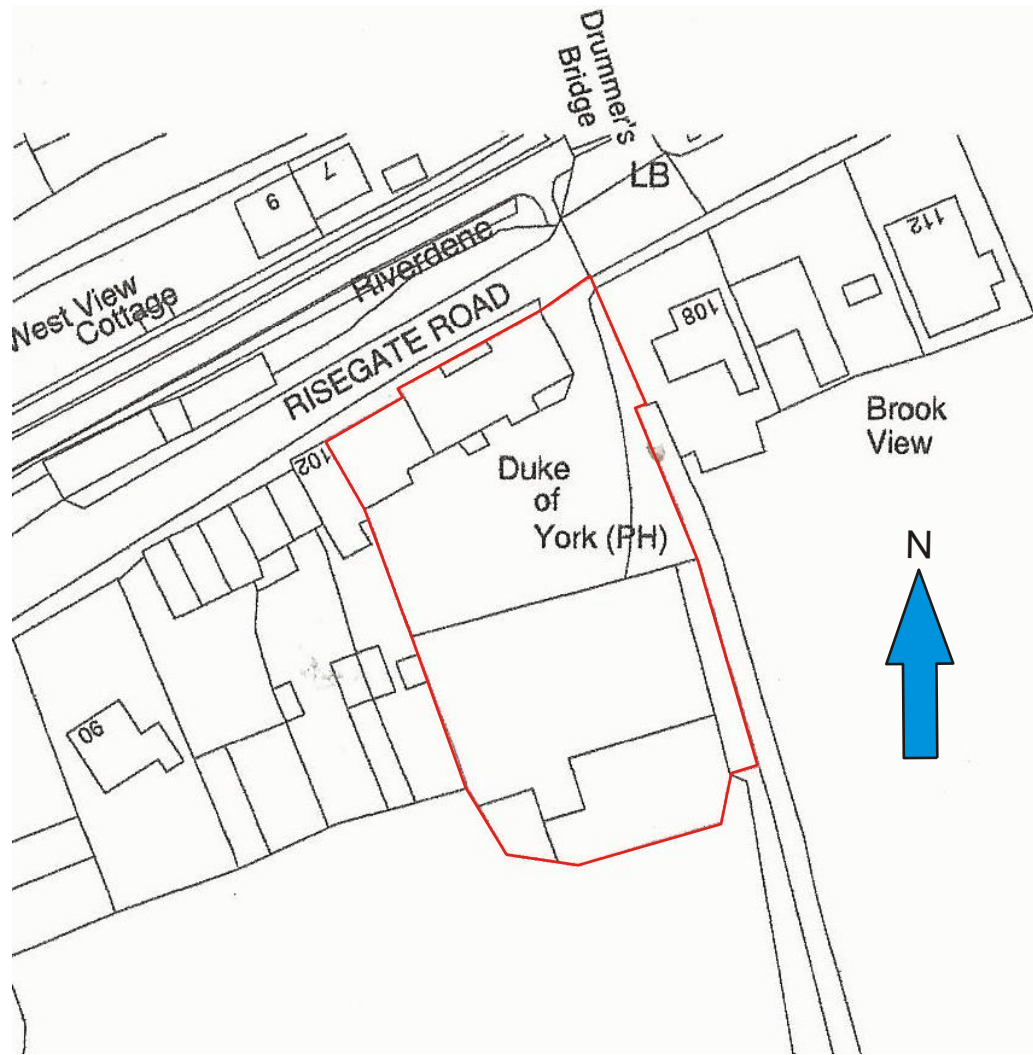 Drummer's
Bridge
LB
7
9
112
Riverdene
West View
Cottage
108
RISEGATE ROAD
Brook
View
102
Duke
of
York (PH)
N
90